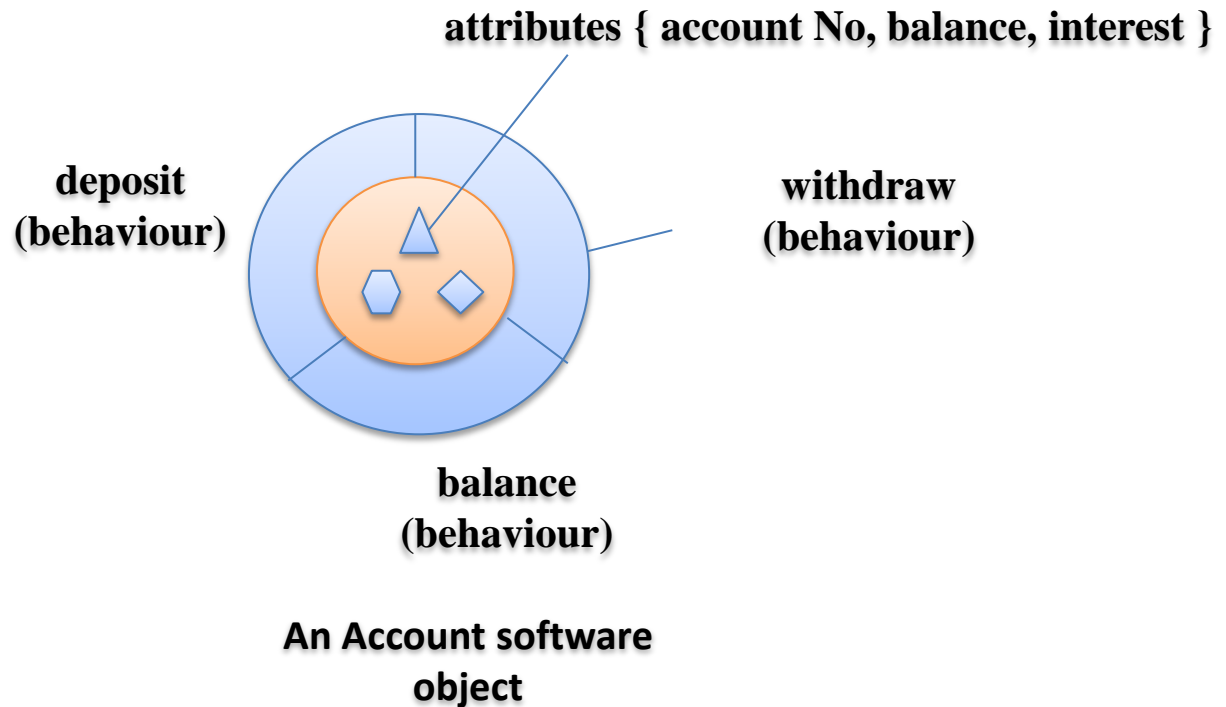 attributes { account No, balance, interest }
deposit
(behaviour)
withdraw
(behaviour)
balance
(behaviour)
An Account software
object